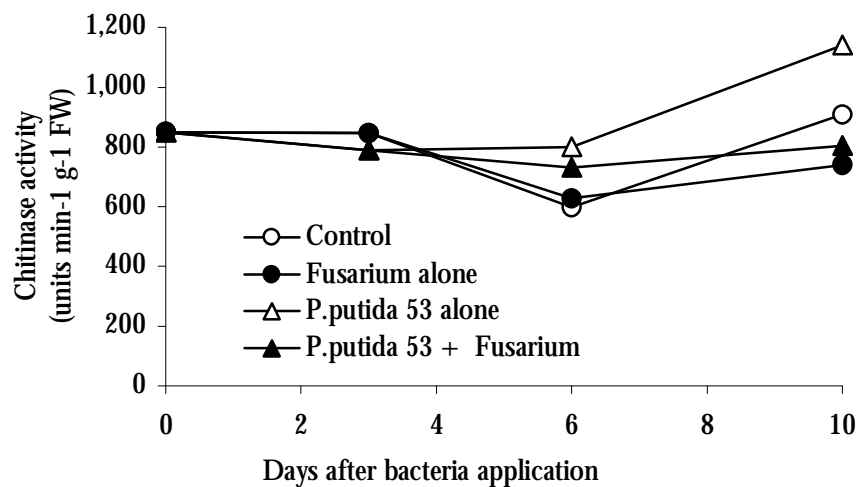 1,200
1,000
800
600
400
200
0
Chitinase activity
(units min-1 g-1 FW)
Control
Fusarium alone
P.putida 53 alone
P.putida 53 + Fusarium
0 2 4 6 8 10
Days after bacteria application